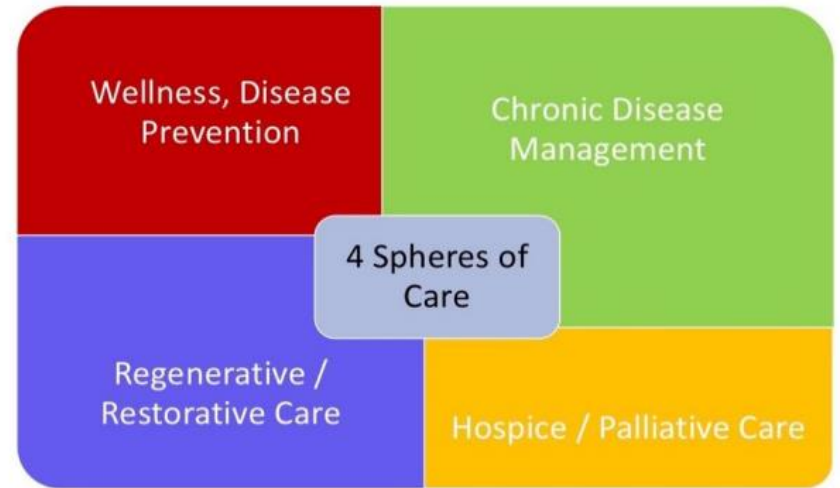 Wellness, Disease
Prevention
Chronic Disease
Management
4 Spheres of
Care
Regenerative /
Restorative Care
Hospice / Palliative Care